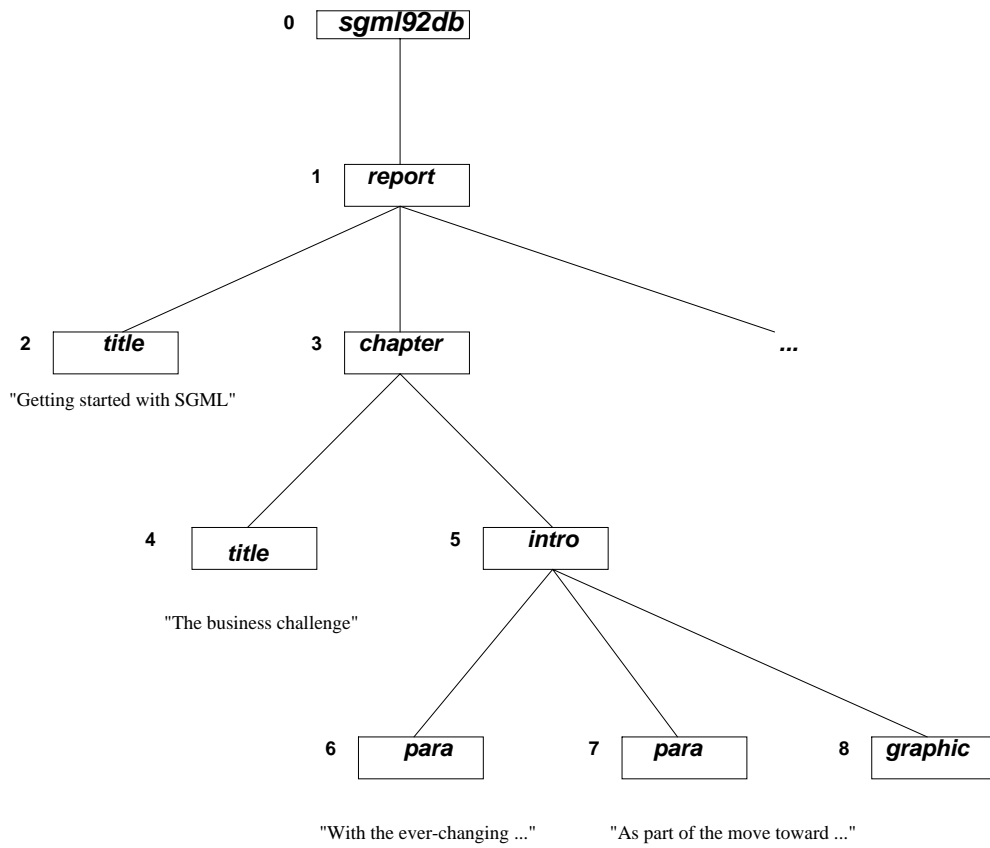 0 sgml92db
1 report
2 title 3 chapter ...
"Getting started with SGML"
4 title 5 intro
"The business challenge"
6 para 7 para 8 graphic
"With the ever-changing ..." "As part of the move toward ..."